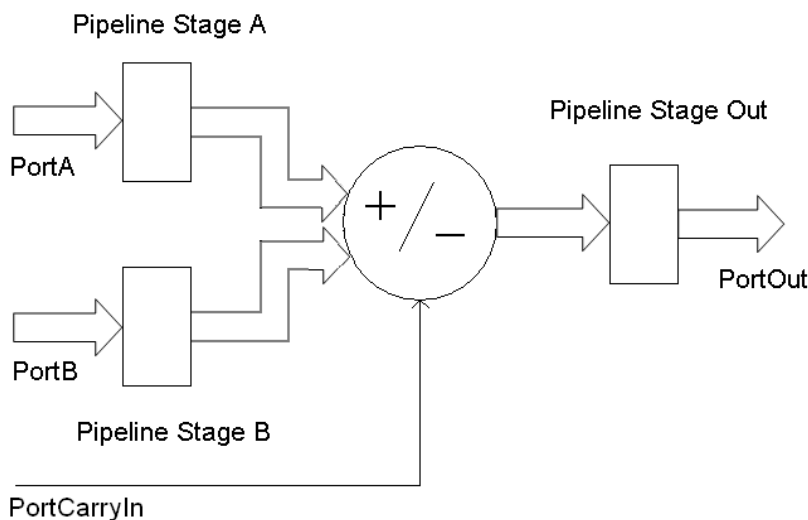 Pipeline Stage A
PortA
Pipeline Stage Out
+ / −
PortOut
PortB
Pipeline Stage B
PortCarryIn